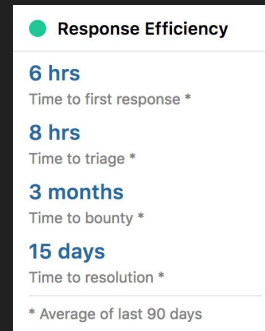 Response Efficiency
6 hrs
Time to first response *
8 hrs
Time to triage *
3 months
Time to bounty *
15 days
Time to resolution *
* Average of last 90 days